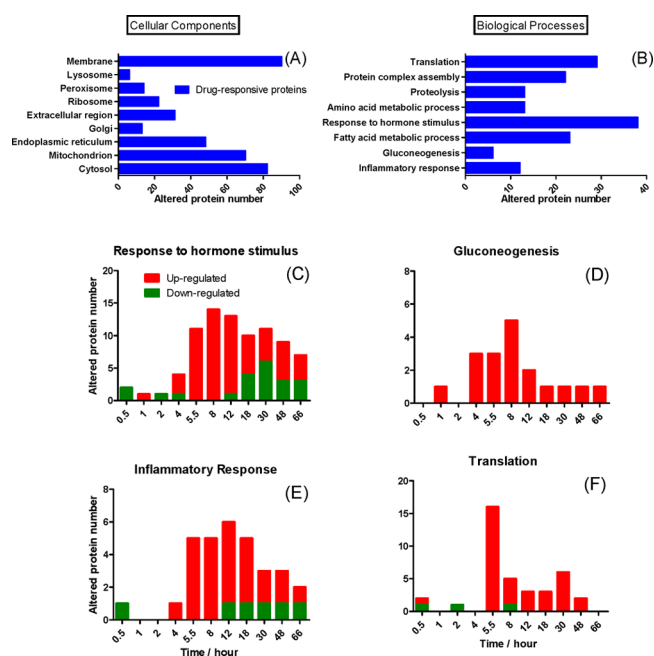 Cellular Components
Biological Processes
(A)
Membrane
Lysosome
Peroxisome
Ribosome
Extracellular region
Golgi
Endoplasmic reticulum
Mitochondrion
Cytosol
Drug-responsive proteins
0 20 40 60 80 100
Altered protein number
(B)
Translation
Protein complex assembly
Proteolysis
Amino acid metabolic process
Response to hormone stimulus
Fatty acid metabolic process
Gluconeogenesis
Inflammatory response
0 10 20 30 40
Altered protein number
Response to hormone stimulus
(C)
Up-regulated
Down-regulated
Altered protein number
20
15
10
5
0
0.5 1 2 4 5.5 8 12 18 30 48 66
Gluconeogenesis
(D)
8
6
4
2
0
0.5 1 2 4 5.5 8 12 18 30 48 66
Inflammatory Response
(E)
Altered protein number
8
6
4
2
0
0.5 1 2 4 5.5 8 12 18 30 48 66
Time / hour
Translation
(F)
20
15
10
5
0
0.5 1 2 4 5.5 8 12 18 30 48 66
Time / hour